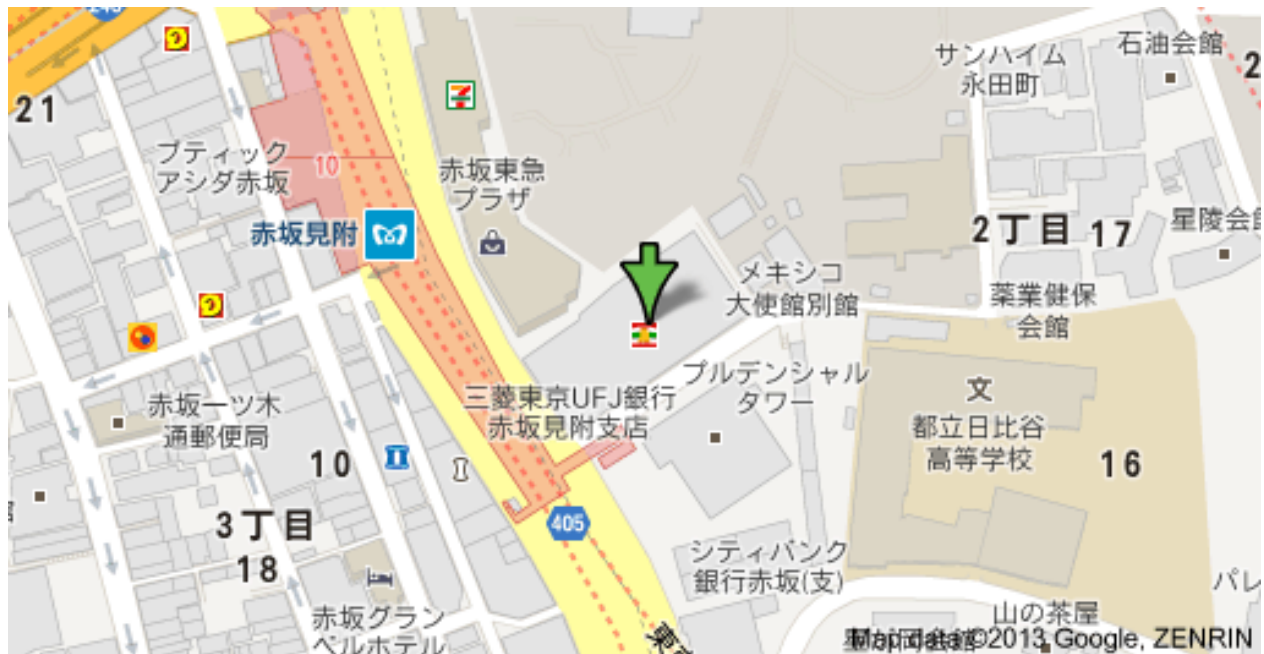 サンハイム
永田町
石油会館
21
ブティック
アシダ赤坂
10
赤坂東急
プラザ
赤坂見附
2丁目
17
メキシコ
大使館別館
薬業健保
会館
プルデンシャル
タワー
三菱東京UFJ銀行
赤坂見附支店
赤坂一ツ木
通郵便局
文
都立日比谷
高等学校
10
16
3丁目
405
18
シティバンク
銀行赤坂(支)
赤坂グラン
ベルホテル
山の茶屋
Map data ©2013 Google, ZENRIN